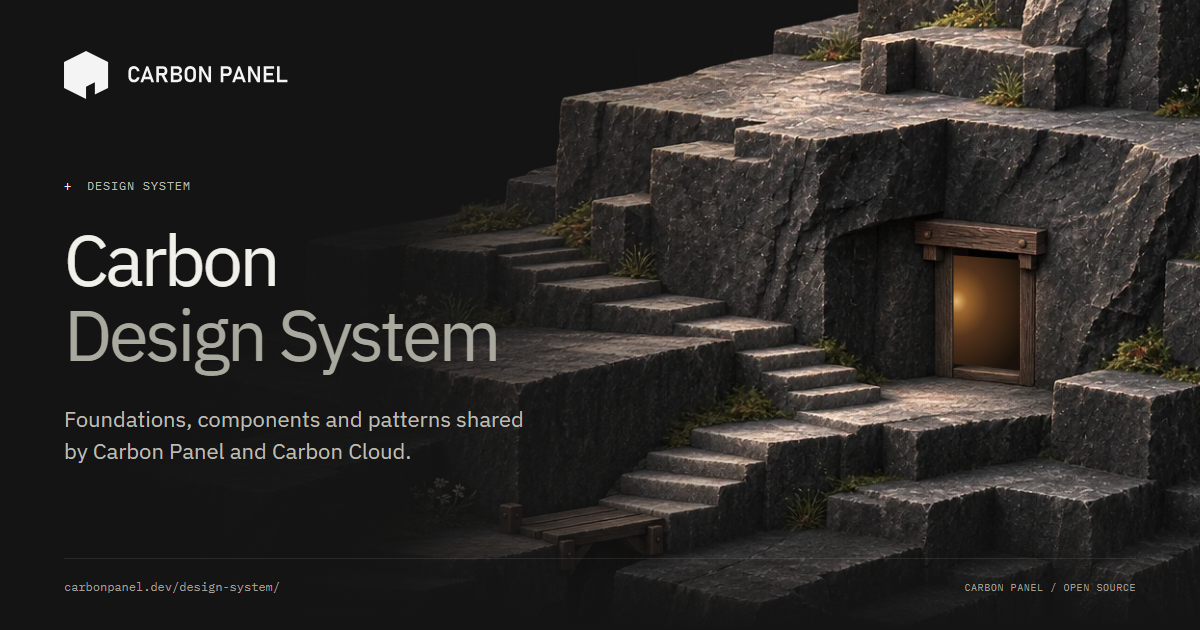 CARBON PANEL
+ DESIGN SYSTEM
Carbon
Design System
Foundations, components and patterns shared
by Carbon Panel and Carbon Cloud.
carbonpanel.dev/design-system/
CARBON PANEL / OPEN SOURCE